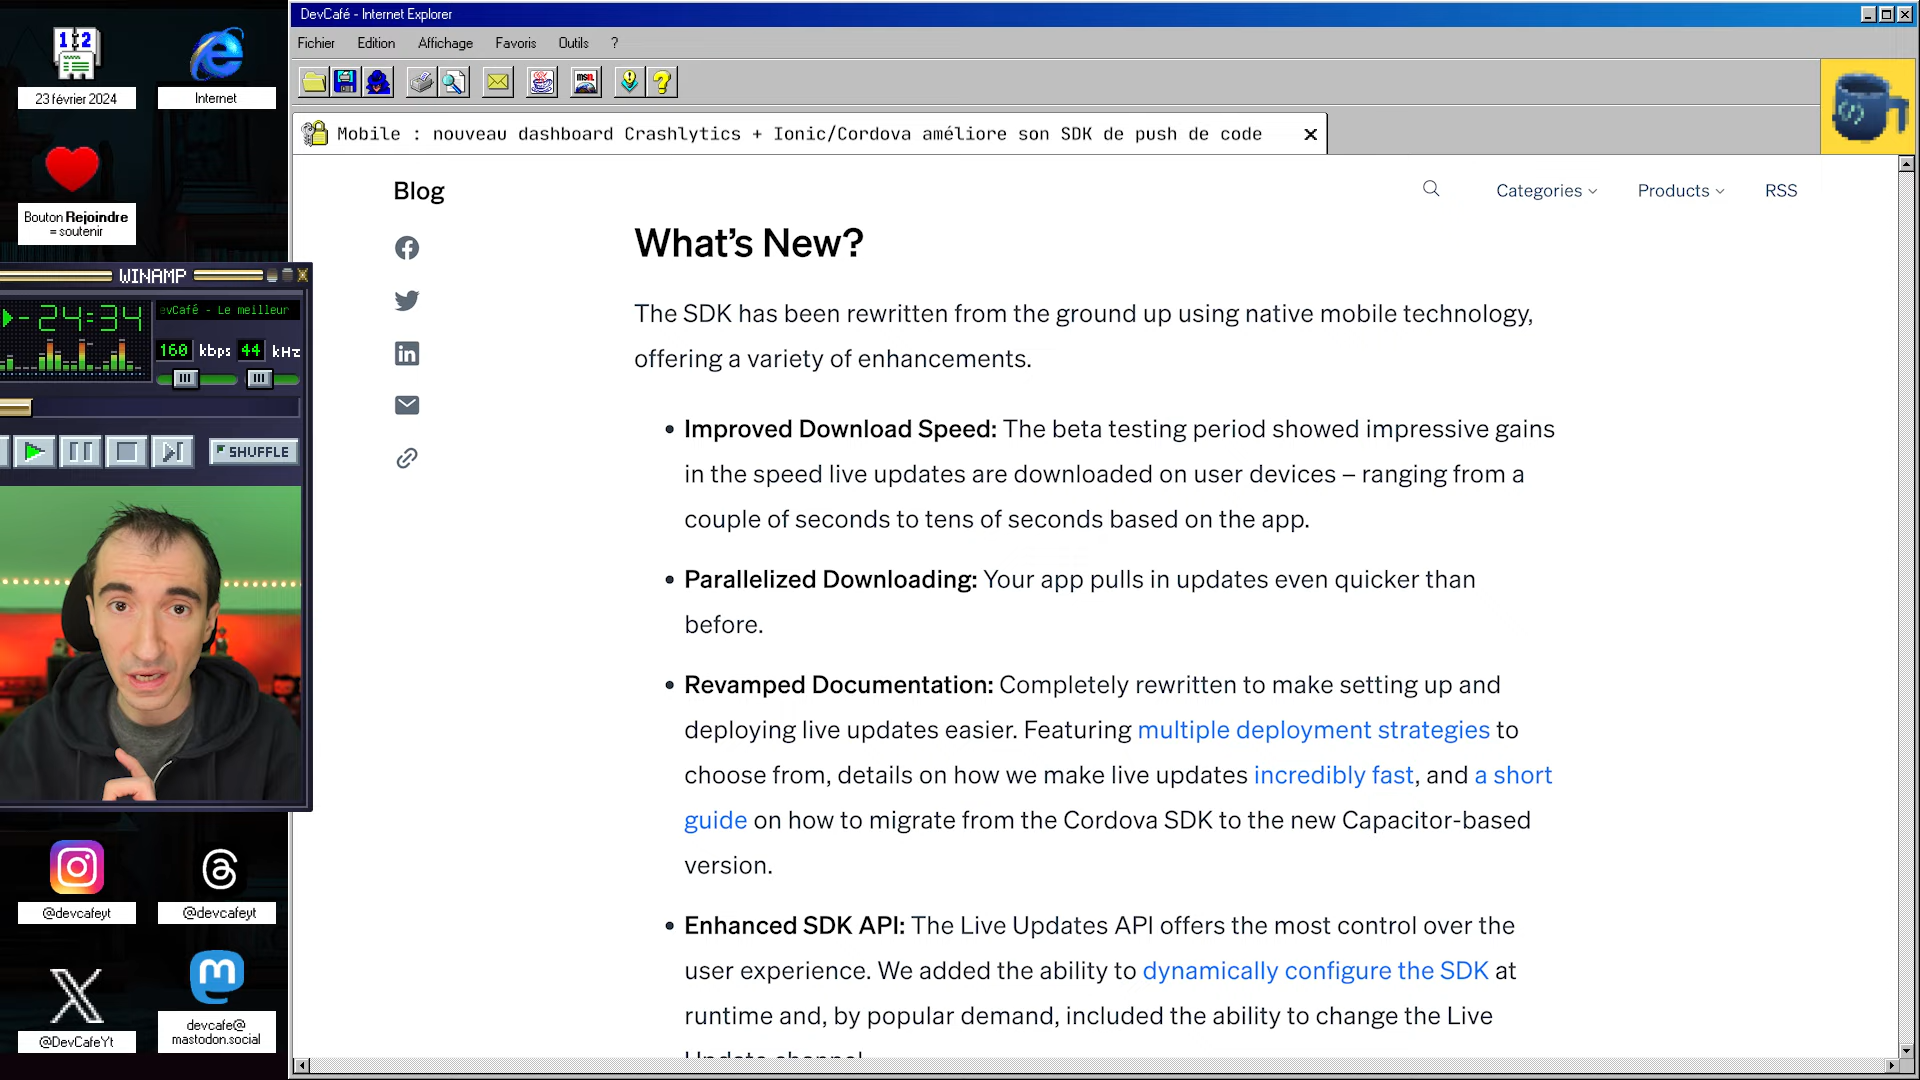 12
23 février 2024
Internet
Bouton Rejoindre
= soutenir
WINAMP
-24:34
evCafé - Le meilleur
160 kbps 44 kHz
SHUFFLE
@devcafeyt
@devcafeyt
@DevCafeYt
devcafe@
mastodon.social
DevCafé - Internet Explorer
Fichier Edition Affichage Favoris Outils ?
msn
Mobile : nouveau dashboard Crashlytics + Ionic/Cordova améliore son SDK de push de code
Blog
Categories Products RSS
What’s New?
The SDK has been rewritten from the ground up using native mobile technology,
offering a variety of enhancements.
• Improved Download Speed: The beta testing period showed impressive gains
in the speed live updates are downloaded on user devices – ranging from a
couple of seconds to tens of seconds based on the app.
• Parallelized Downloading: Your app pulls in updates even quicker than
before.
• Revamped Documentation: Completely rewritten to make setting up and
deploying live updates easier. Featuring multiple deployment strategies to
choose from, details on how we make live updates incredibly fast, and a short
guide on how to migrate from the Cordova SDK to the new Capacitor-based
version.
• Enhanced SDK API: The Live Updates API offers the most control over the
user experience. We added the ability to dynamically configure the SDK at
runtime and, by popular demand, included the ability to change the Live
Update channel.